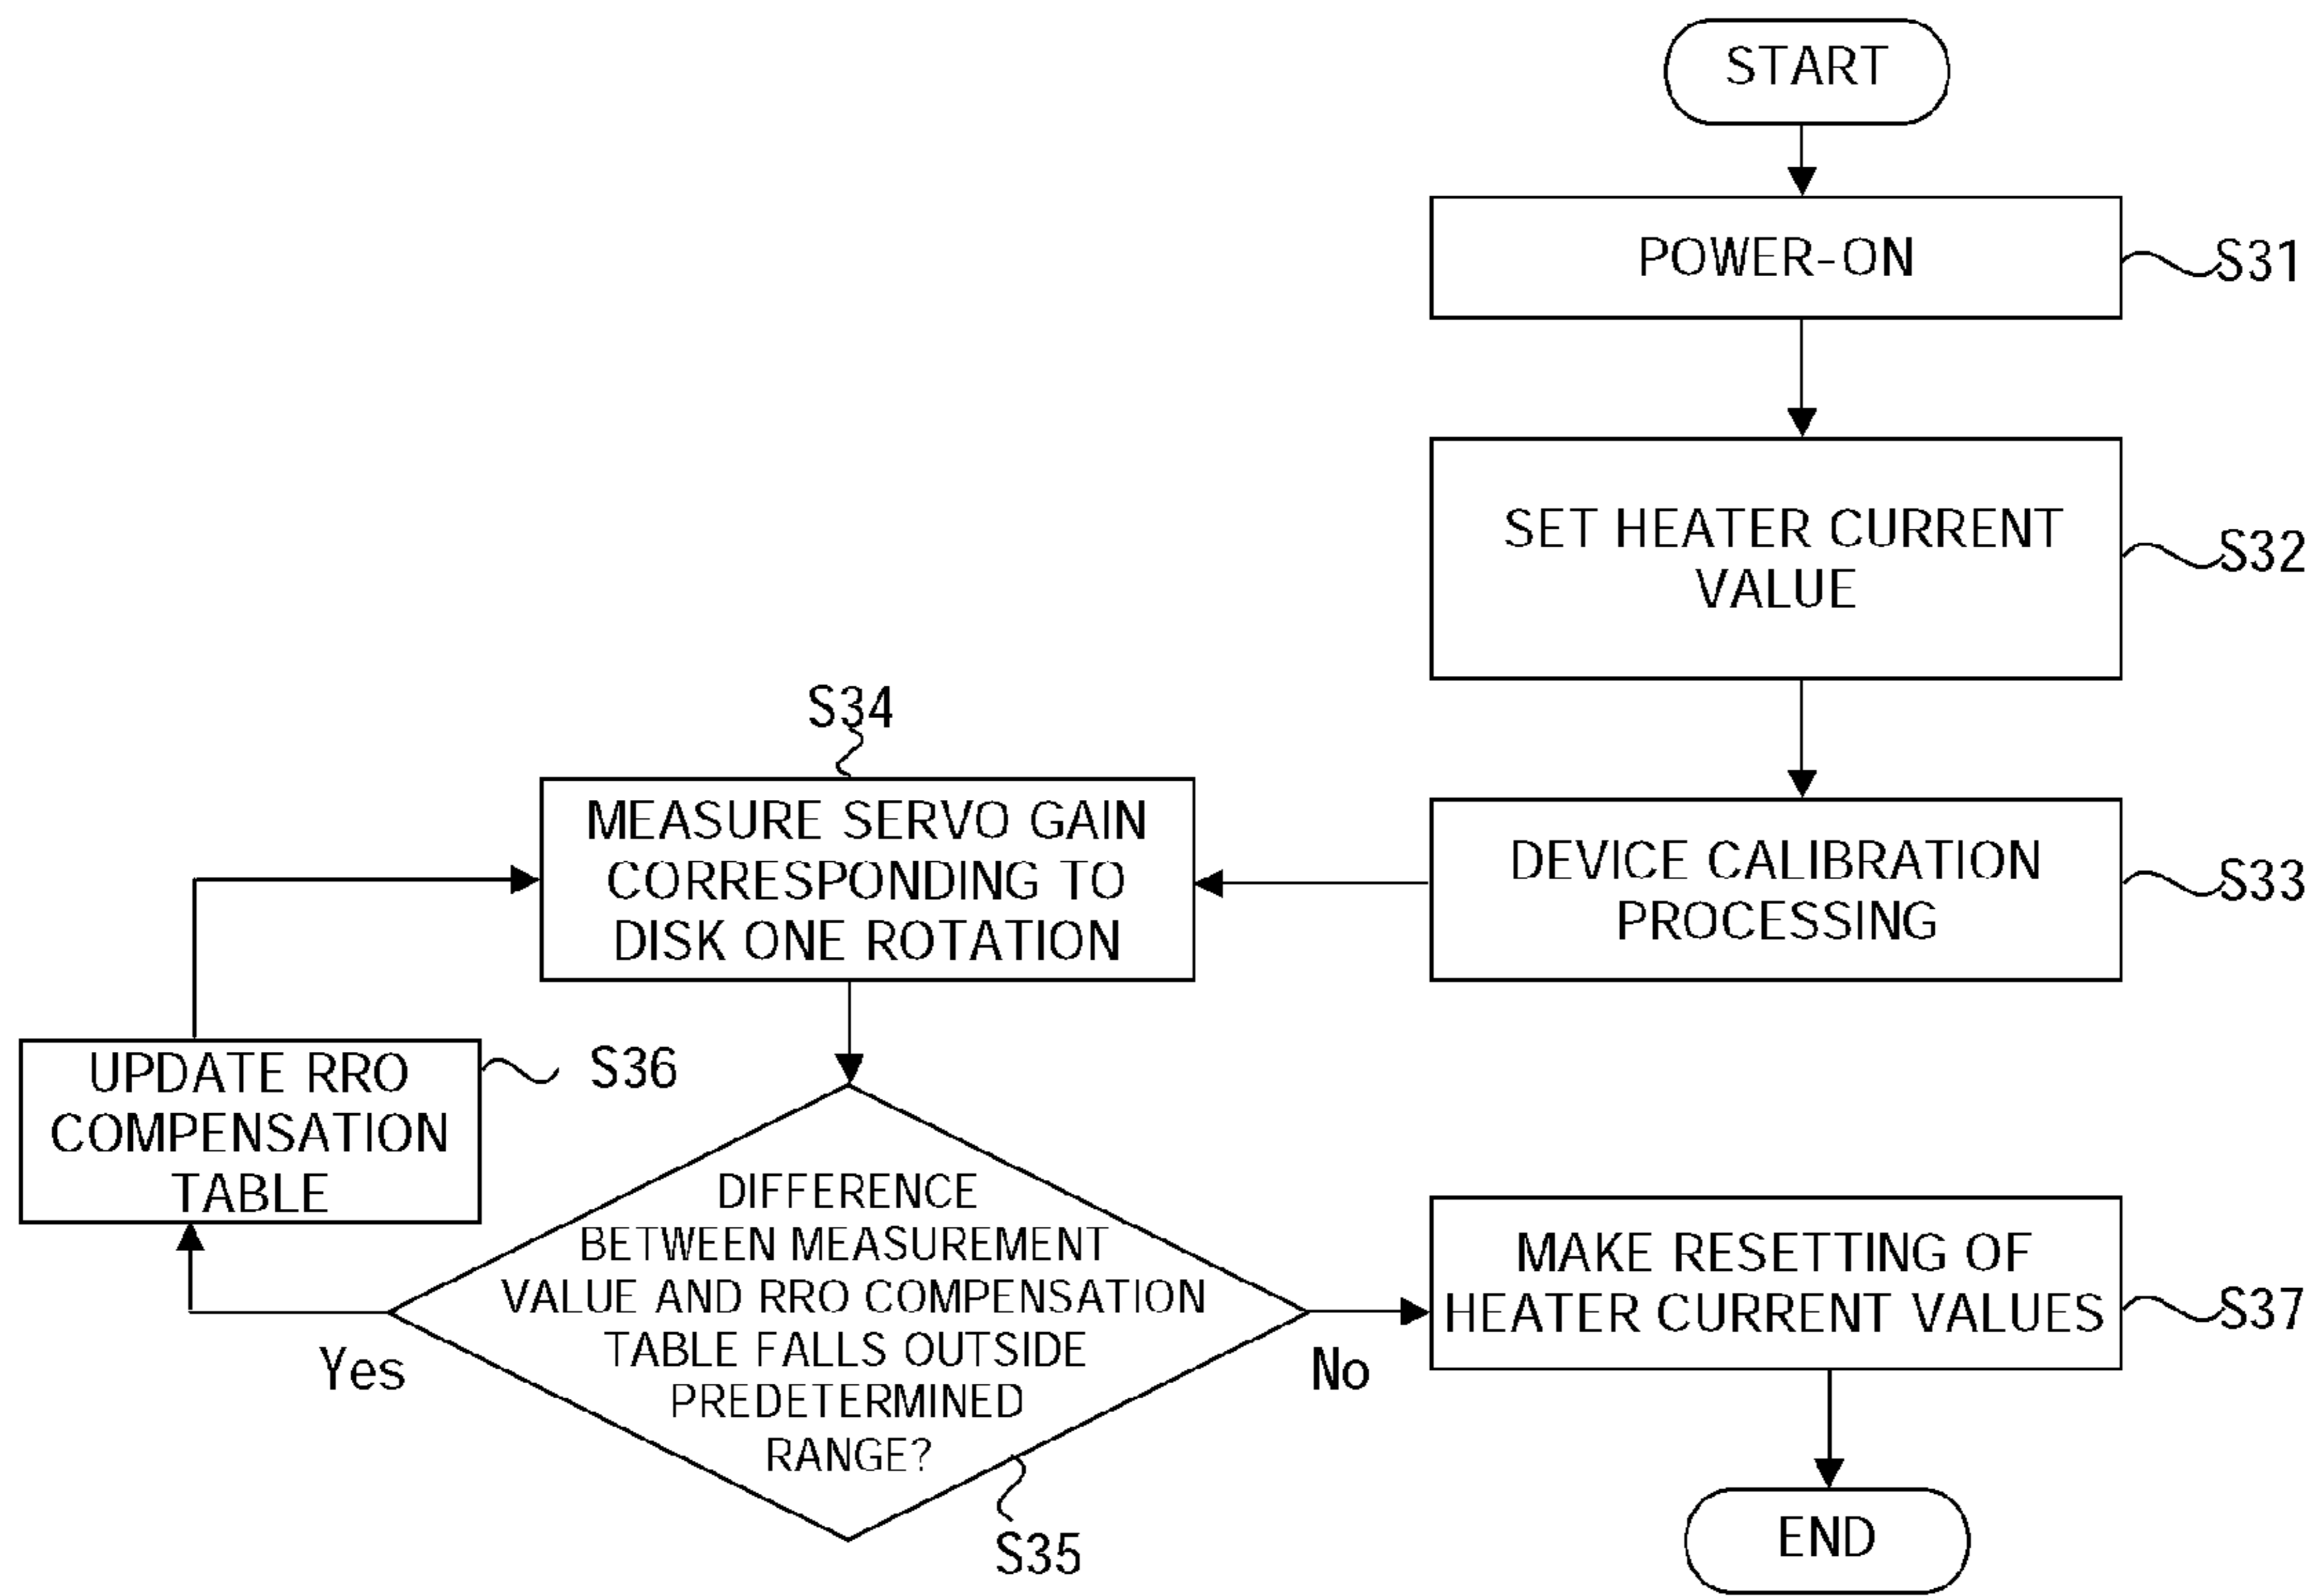 START
POWER-ON
S31
SET HEATER CURRENT
VALUE
S32
DEVICE CALIBRATION
PROCESSING
S33
S34
MEASURE SERVO GAIN
CORRESPONDING TO
DISK ONE ROTATION
DIFFERENCE
BETWEEN MEASUREMENT
VALUE AND RRO COMPENSATION
TABLE FALLS OUTSIDE
PREDETERMINED
RANGE?
S35
Yes
UPDATE RRO
COMPENSATION
TABLE
S36
No
MAKE RESETTING OF
HEATER CURRENT VALUES
S37
END